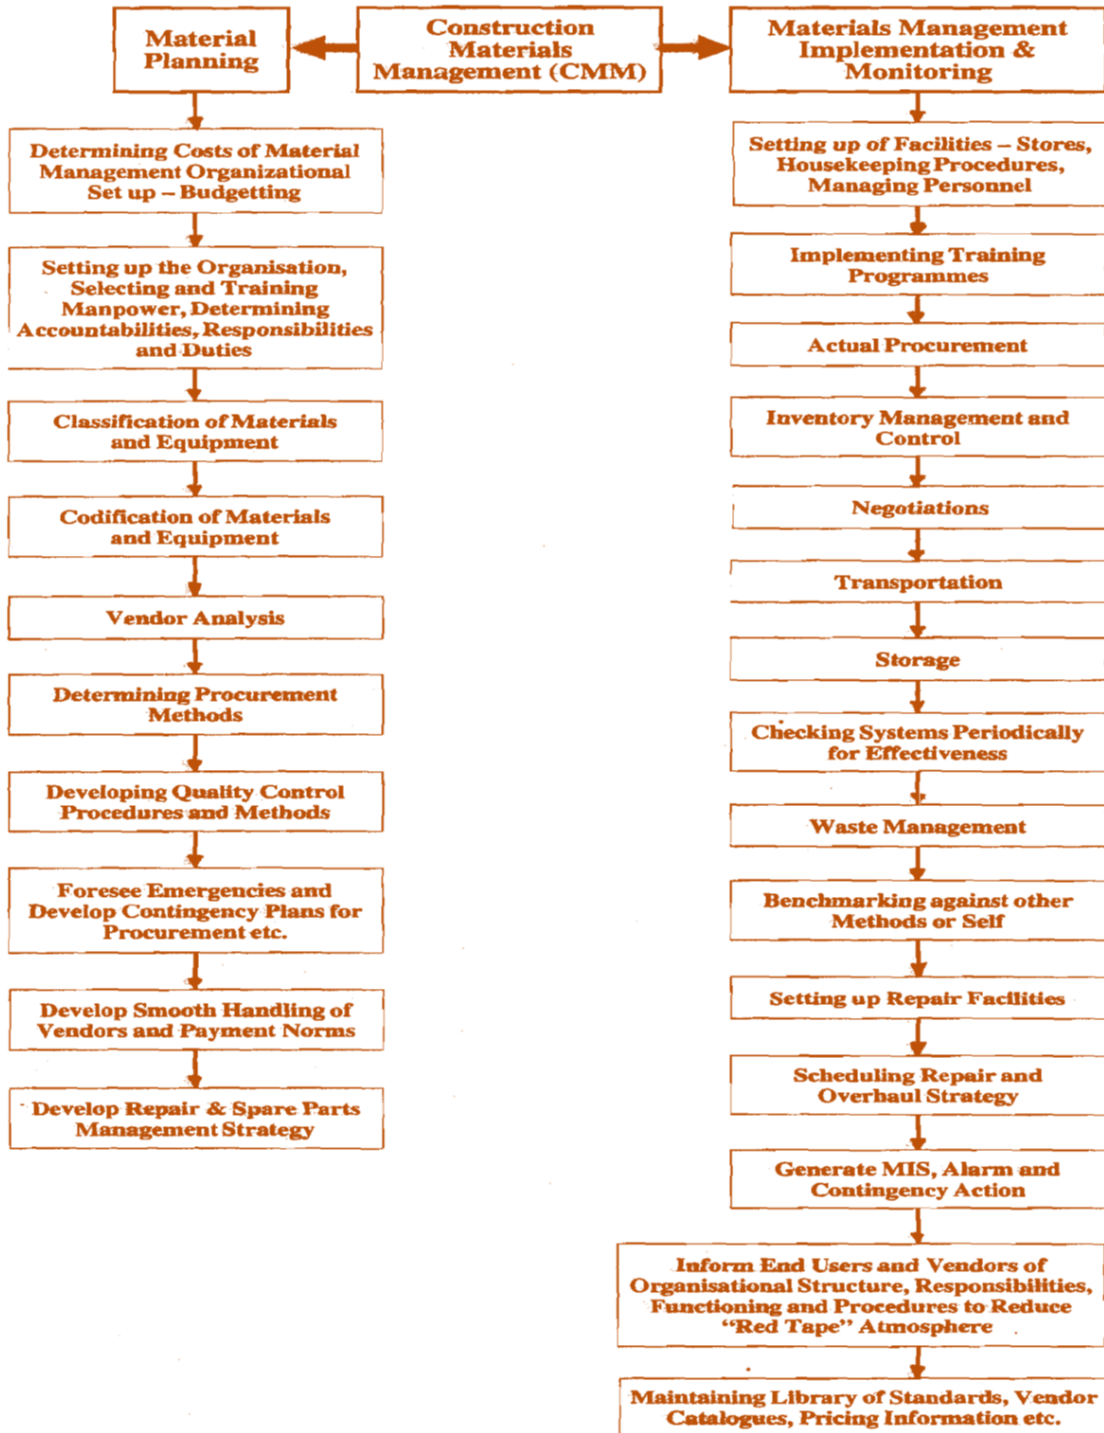 Material
Planning
Construction
Materials
Management (CMM)
Materials Management
Implementation &
Monitoring
Determining Costs of Material
Management Organizational
Set up – Budgetting
Setting up the Organisation,
Selecting and Training
Manpower, Determining
Accountabilities, Responsibilities
and Duties
Classification of Materials
and Equipment
Codification of Materials
and Equipment
Vendor Analysis
Determining Procurement
Methods
Developing Quality Control
Procedures and Methods
Foresee Emergencies and
Develop Contingency Plans for
Procurement etc.
Develop Smooth Handling of
Vendors and Payment Norms
Develop Repair & Spare Parts
Management Strategy
Setting up of Facilities – Stores,
Housekeeping Procedures,
Managing Personnel
Implementing Training
Programmes
Actual Procurement
Inventory Management and
Control
Negotiations
Transportation
Storage
Checking Systems Periodically
for Effectiveness
Waste Management
Benchmarking against other
Methods or Self
Setting up Repair Facilities
Scheduling Repair and
Overhaul Strategy
Generate MIS, Alarm and
Contingency Action
Inform End Users and Vendors of
Organisational Structure, Responsibilities,
Functioning and Procedures to Reduce
“Red Tape” Atmosphere
Maintaining Library of Standards, Vendor
Catalogues, Pricing Information etc.